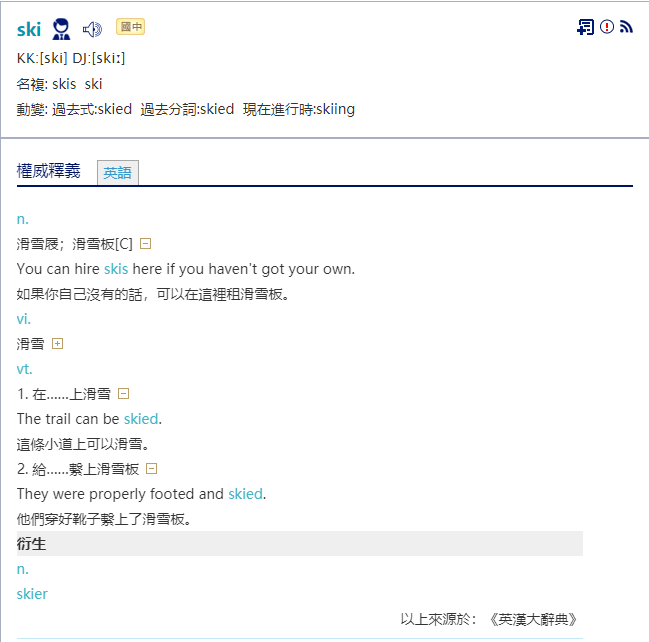 ski 國中
KK:[ski] DJ:[ski:]
名複: skis ski
動變: 過去式:skied 過去分詞:skied 現在進行時:skiing
權威釋義 英語
n.
滑雪屐；滑雪板[C]
You can hire skis here if you haven't got your own.
如果你自己沒有的話，可以在這裡租滑雪板。
vi.
滑雪
vt.
1. 在......上滑雪
The trail can be skied.
這條小道上可以滑雪。
2. 給......繫上滑雪板
They were properly footed and skied.
他們穿好靴子繫上了滑雪板。
衍生
n.
skier
以上來源於：《英漢大辭典》